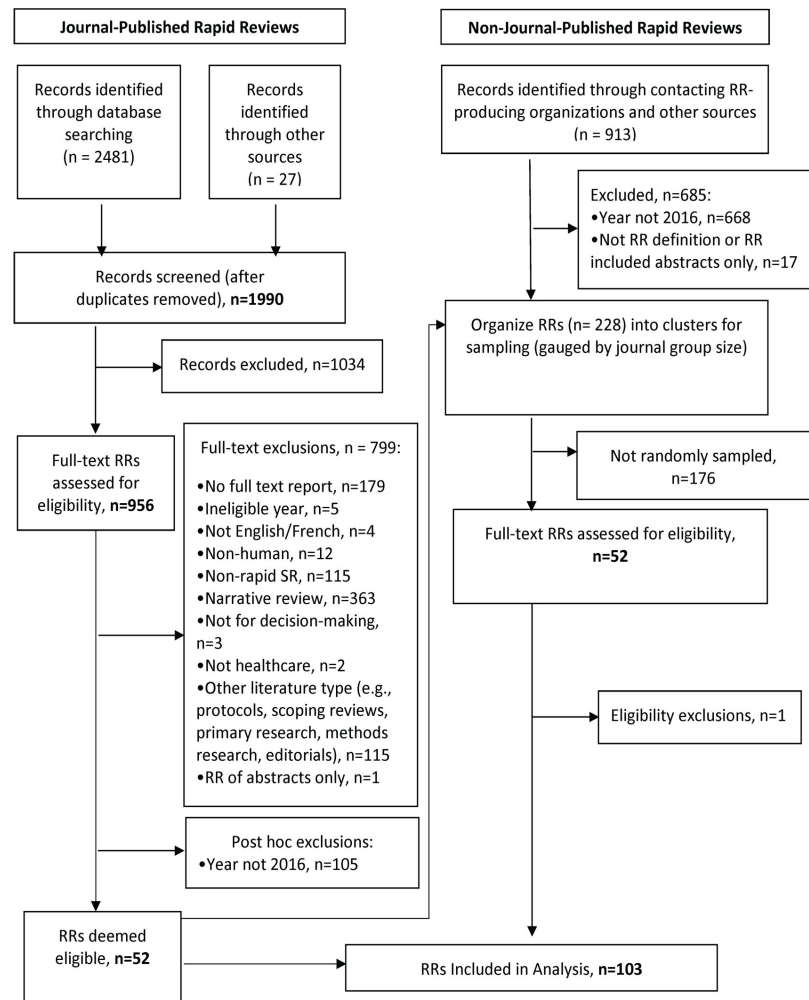 Journal-Published Rapid Reviews
Records identified
through database
searching
(n = 2481)
Records
identified
through other
sources
(n = 27)
Records screened (after
duplicates removed), n=1990
Records excluded, n=1034
Full-text RRs
assessed for
eligibility, n=956
Full-text exclusions, n = 799:
•No full text report, n=179
•Ineligible year, n=5
•Not English/French, n=4
•Non-human, n=12
•Non-rapid SR, n=115
•Narrative review, n=363
•Not for decision-making,
n=3
•Not healthcare, n=2
•Other literature type (e.g.,
protocols, scoping reviews,
primary research, methods
research, editorials), n=115
•RR of abstracts only, n=1
Post hoc exclusions:
•Year not 2016, n=105
RRs deemed
eligible, n=52
Non-Journal-Published Rapid Reviews
Records identified through contacting RR-
producing organizations and other sources
(n = 913)
Excluded, n=685:
•Year not 2016, n=668
•Not RR definition or RR
included abstracts only, n=17
Organize RRs (n= 228) into clusters for
sampling (gauged by journal group size)
Not randomly sampled,
n=176
Full-text RRs assessed for eligibility,
n=52
Eligibility exclusions, n=1
RRs Included in Analysis, n=103